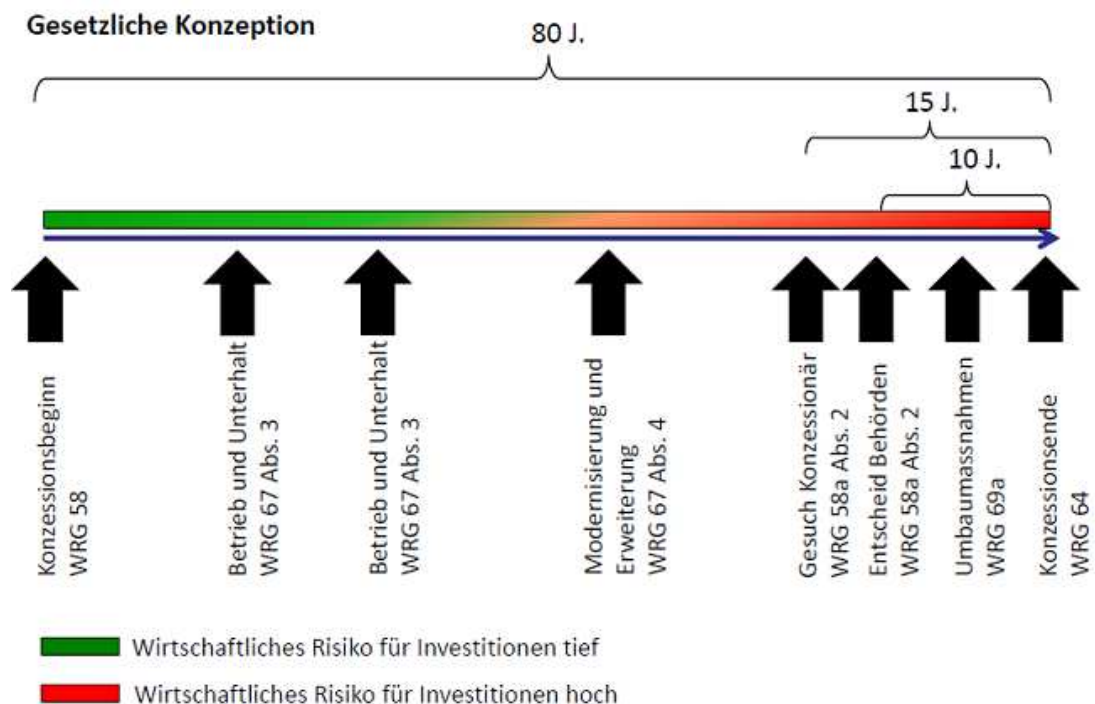 Gesetzliche Konzeption
80 J.
15 J.
10 J.
Konzessionsbeginn
WRG 58
Betrieb und Unterhalt
WRG 67 Abs. 3
Betrieb und Unterhalt
WRG 67 Abs. 3
Modernisierung und
Erweiterung
WRG 67 Abs. 4
Gesuch Konzessionär
WRG 58a Abs. 2
Entscheid Behörden
WRG 58a Abs. 2
Umbaumassnahmen
WRG 69a
Konzessionsende
WRG 64
Wirtschaftliches Risiko für Investitionen tief
Wirtschaftliches Risiko für Investitionen hoch